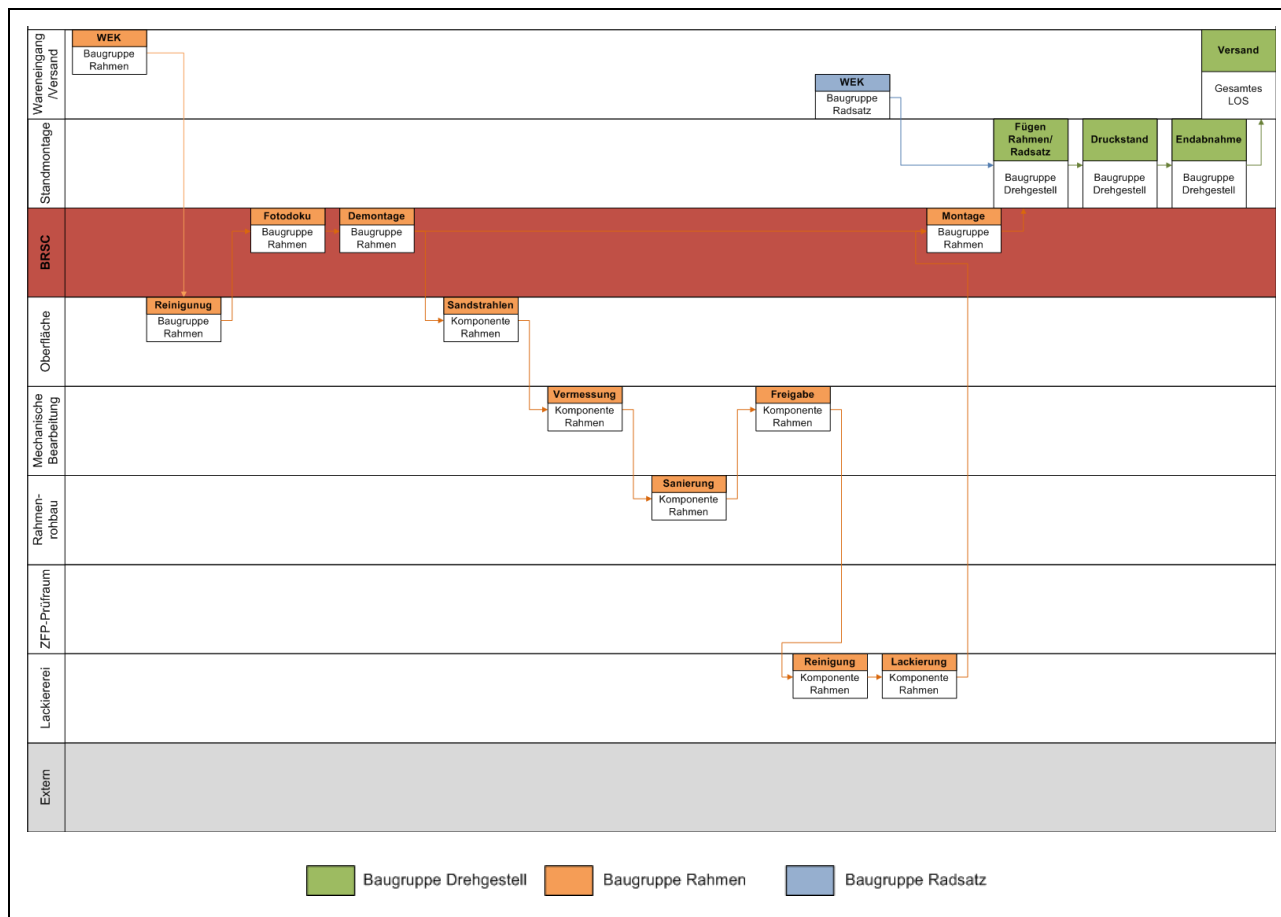 Wareneingang
/Versand
WEK
Baugruppe
Rahmen
WEK
Baugruppe
Radsatz
Versand
Gesamtes
LOS
Standmontage
Fügen
Rahmen/
Radsatz
Baugruppe
Drehgestell
Druckstand
Baugruppe
Drehgestell
Endabnahme
Baugruppe
Drehgestell
BRSC
Fotodoku
Baugruppe
Rahmen
Demontage
Baugruppe
Rahmen
Montage
Baugruppe
Rahmen
Oberfläche
Reinigunug
Baugruppe
Rahmen
Sandstrahlen
Komponente
Rahmen
Mechanische
Bearbeitung
Vermessung
Komponente
Rahmen
Freigabe
Komponente
Rahmen
Rahmen-
rohbau
Sanierung
Komponente
Rahmen
ZFP-Prüfraum
Lackiererei
Reinigung
Komponente
Rahmen
Lackierung
Komponente
Rahmen
Extern
Baugruppe Drehgestell
Baugruppe Rahmen
Baugruppe Radsatz